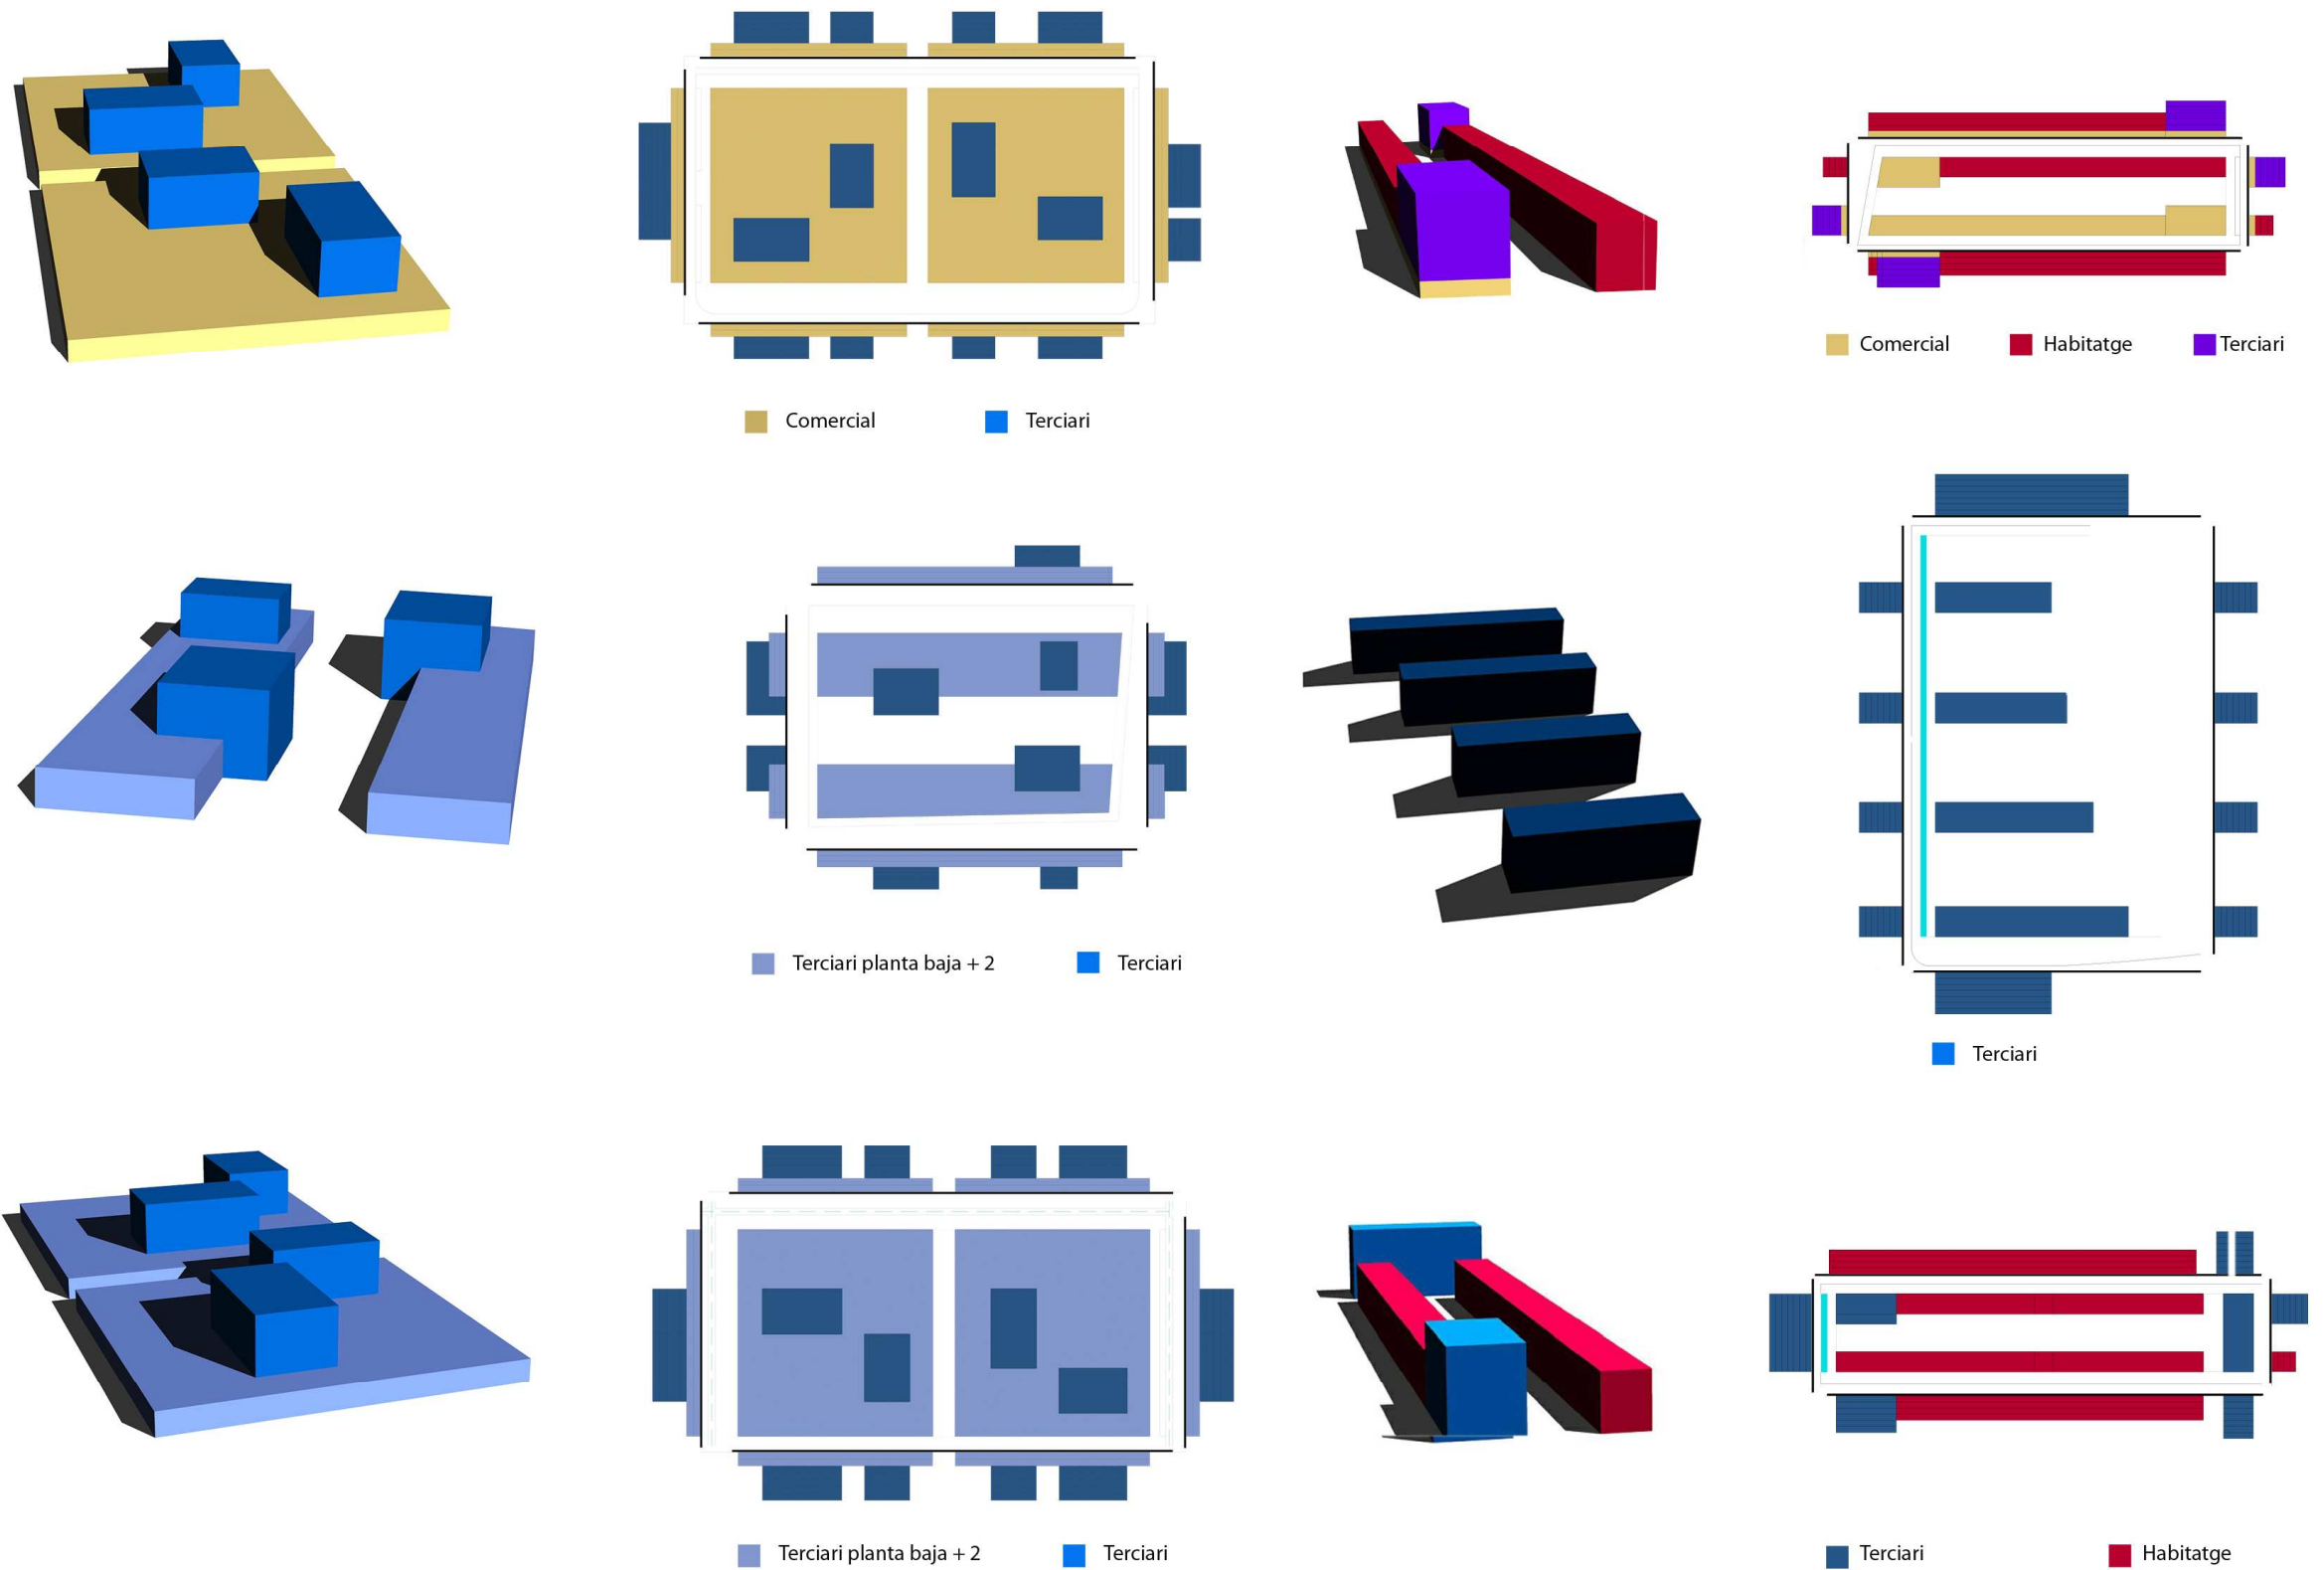 Comercial Habitatge Terciari
Comercial Terciari
Terciari planta baja + 2 Terciari
Terciari
Terciari planta baja + 2 Terciari
Terciari Habitatge